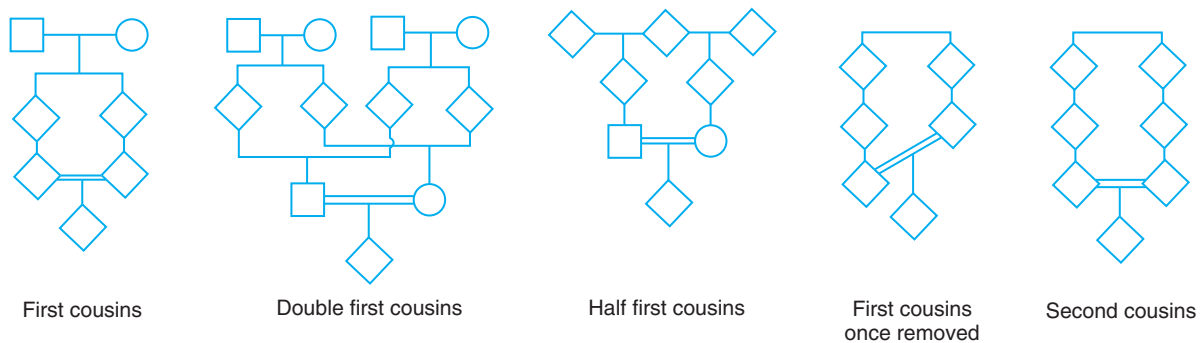 First cousins
Double first cousins
Half first cousins
First cousins
once removed
Second cousins